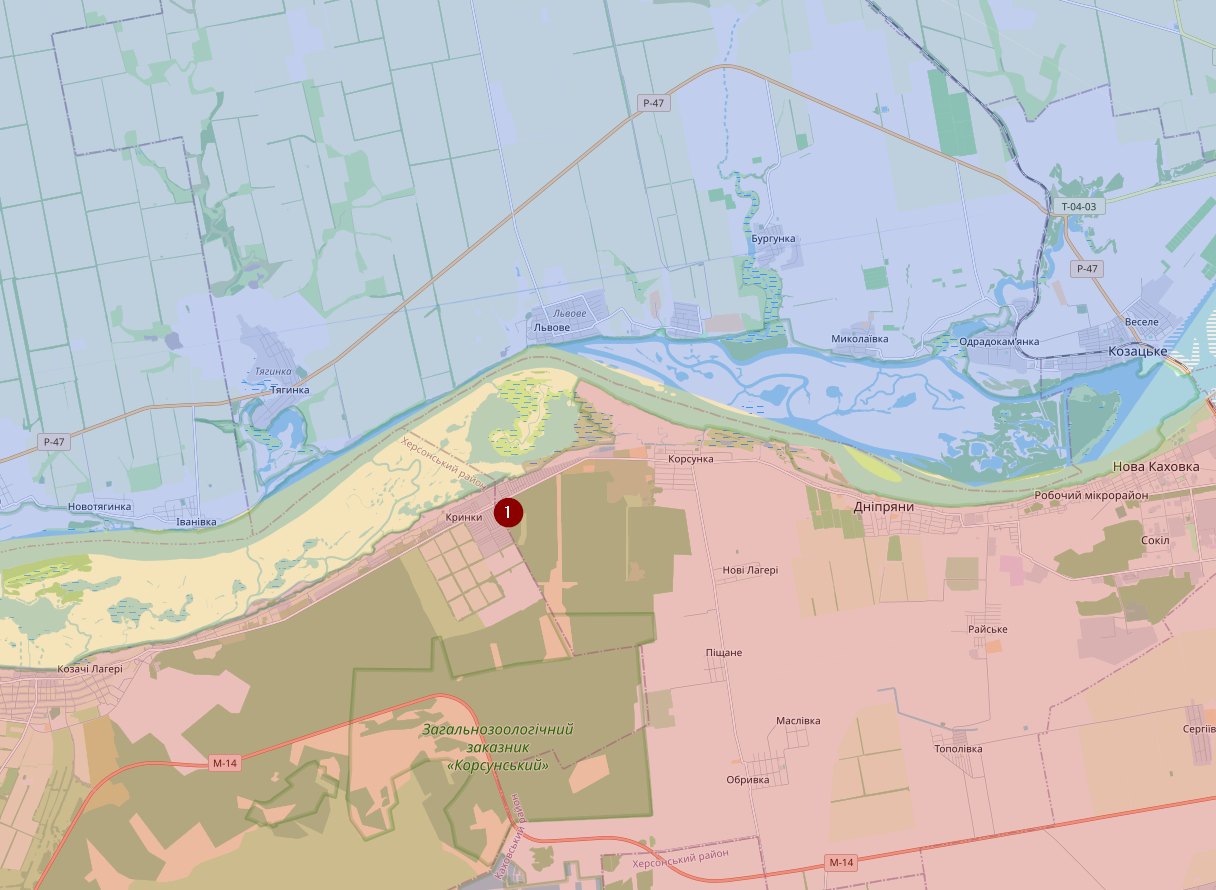 Р-47
Т-04-03
Бургунка
Р-47
Львове
Львове
Веселе
Миколаївка
Одрадокам'янка
Козацьке
Тягинка
Тягинка
Р-47
Херсонський район
Корсунка
Нова Каховка
Робочий мікрорайон
Новотягинка
Іванівка
Кринки
1
Дніпряни
Сокіл
Нові Лагері
Райське
Піщане
Козачі Лагері
Маслівка
Загальнозоологічний
заказник
«Корсунський»
Сергіїв
Тополівка
М-14
Обривка
Каховський район
Херсонський район
М-14